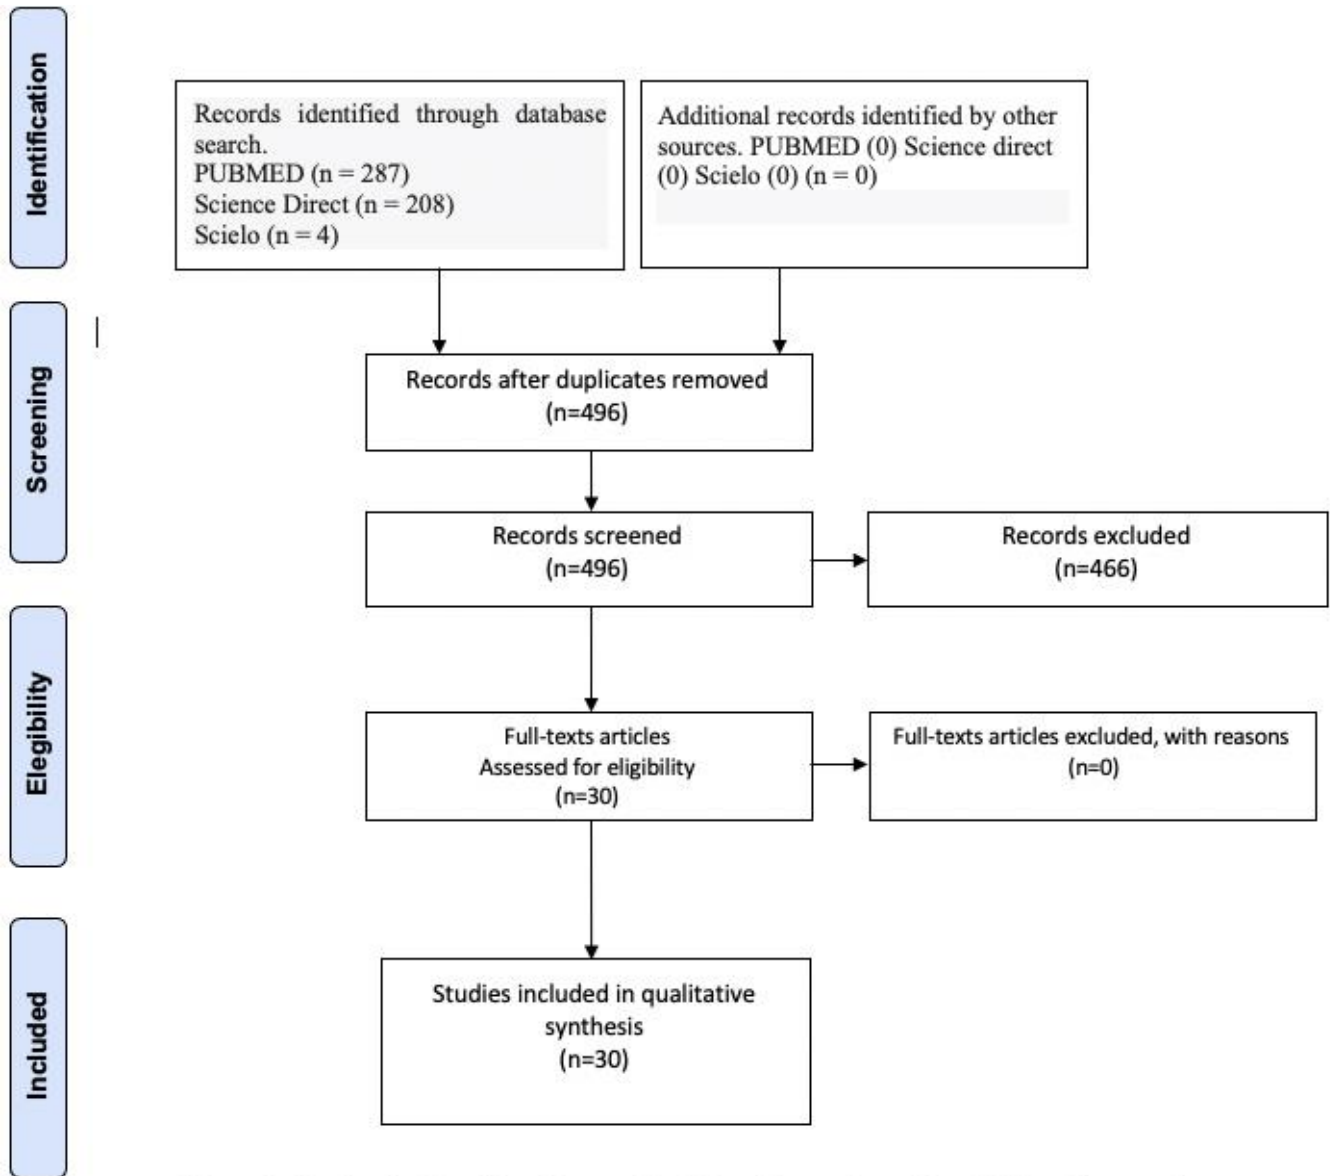 Identification
Records identified through database
search.
PUBMED (n = 287)
Science Direct (n = 208)
Scielo (n = 4)
Additional records identified by other
sources. PUBMED (0) Science direct
(0) Scielo (0) (n = 0)
Screening
Records after duplicates removed
(n=496)
Records screened
(n=496)
Records excluded
(n=466)
Elegibility
Full-texts articles
Assessed for eligibility
(n=30)
Full-texts articles excluded, with reasons
(n=0)
Included
Studies included in qualitative
synthesis
(n=30)